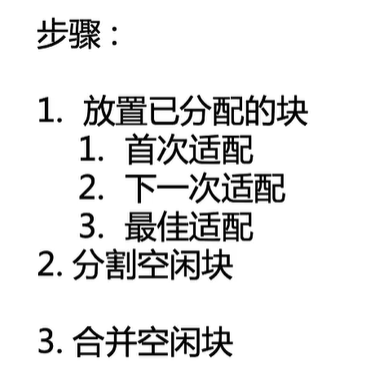 步骤：
1. 放置已分配的块
1. 首次适配
2. 下一次适配
3. 最佳适配
2. 分割空闲块
3. 合并空闲块